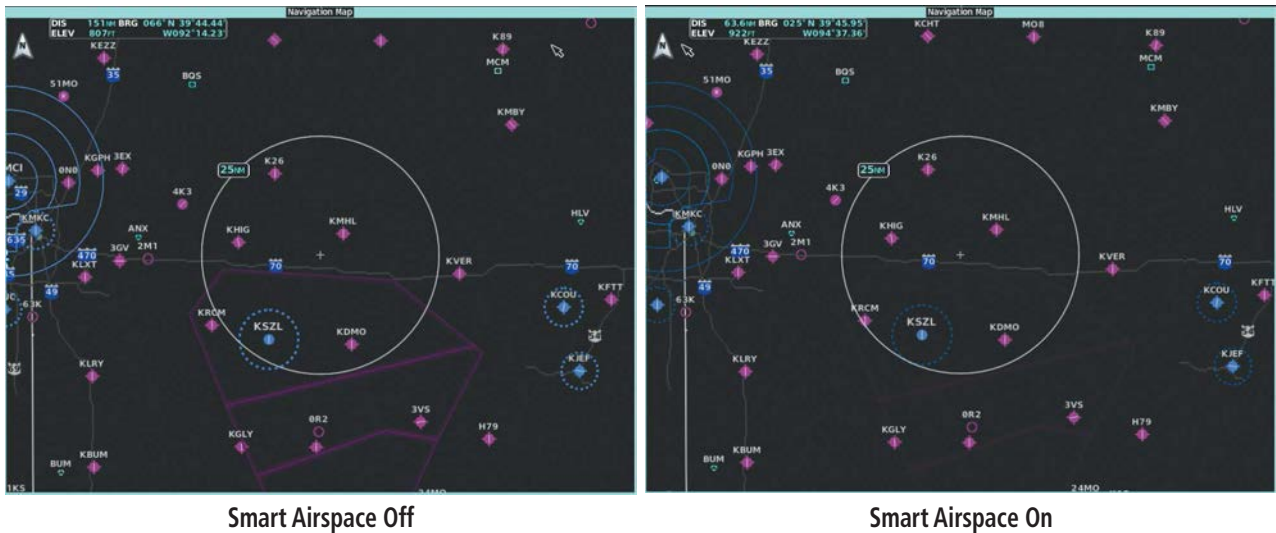 Navigation Map
DIS 151NM BRG 066° N 39°44.44'
ELEV 807FT W092°14.23'
KEZZ
K89
MCM
35
BQS
51MO
KMBY
KGPH 3EX
K26
MCI
0N0
25NM
29
4K3
KMKC
HLV
ANX
KMHL
KHIG
635
2M1
3GV
470
KLXT
70
70
KVER
49
KCOU
KFTT
63K
KRCM
KSZL
KDMO
KJEF
KLRY
3VS
0R2
KGLY
H79
KBUM
BUM
1KS
24MO
Smart Airspace Off
Navigation Map
DIS 63.6NM BRG 025° N 39°45.95'
ELEV 922FT W094°37.36'
KCHT
MO8
K89
KEZZ
MCM
35
BQS
51MO
KMBY
KGPH 3EX
K26
0N0
25NM
4K3
KMKC
HLV
ANX
KMHL
KHIG
2M1
3GV
470
KLXT
70
70
KVER
49
KCOU
KFTT
63K
KRCM
KSZL
KDMO
KJEF
KLRY
3VS
0R2
KGLY
H79
KBUM
BUM
24MO
Smart Airspace On